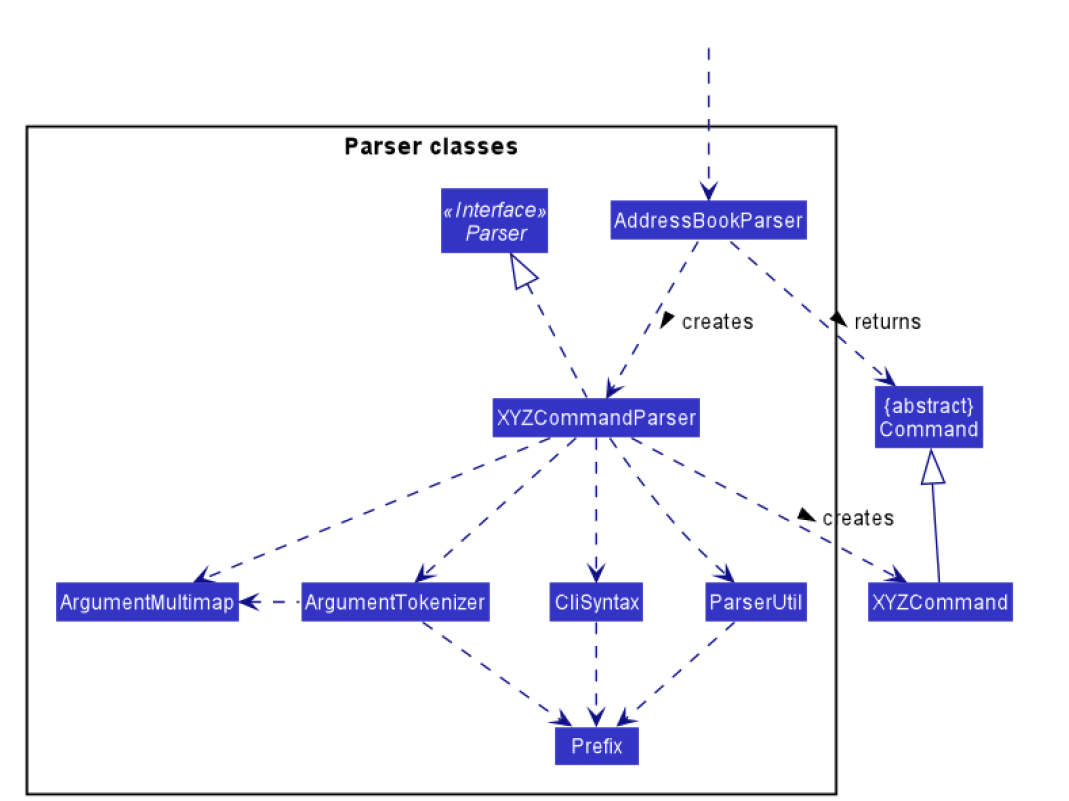 Parser classes
«Interface»
Parser
AddressBookParser
creates
returns
XYZCommandParser
{abstract}
Command
creates
ArgumentMultimap
ArgumentTokenizer
CliSyntax
ParserUtil
XYZCommand
Prefix